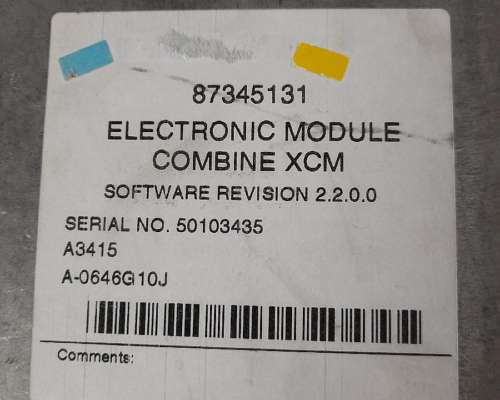 87345131
ELECTRONIC MODULE
COMBINE XCM
SOFTWARE REVISION 2.2.0.0
SERIAL NO. 50103435
A3415
A-0646G10J
Comments: